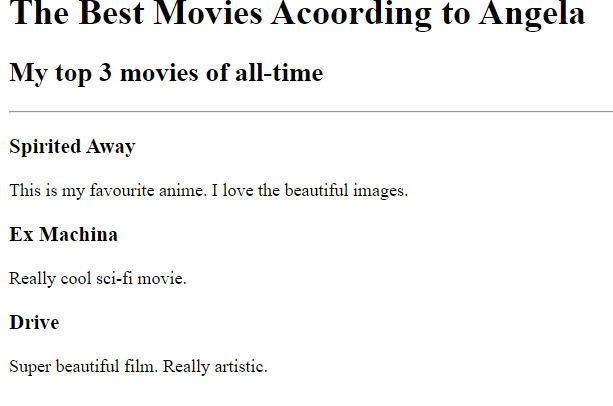 The Best Movies Acoording to Angela
My top 3 movies of all-time
Spirited Away
This is my favourite anime. I love the beautiful images.
Ex Machina
Really cool sci-fi movie.
Drive
Super beautiful film. Really artistic.